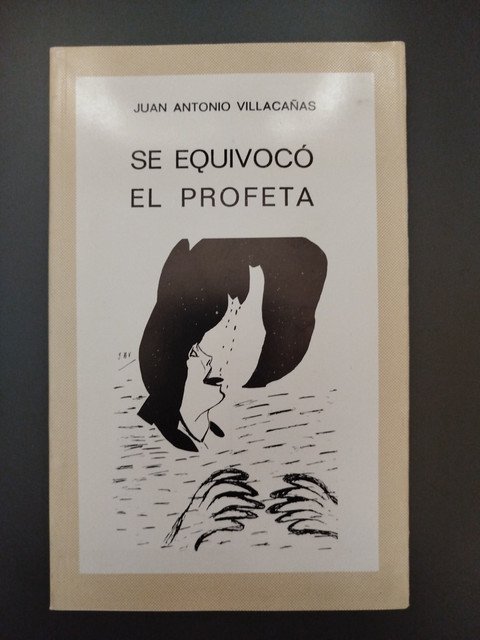 JUAN ANTONIO VILLACAÑAS
SE EQUIVOCÓ
EL PROFETA